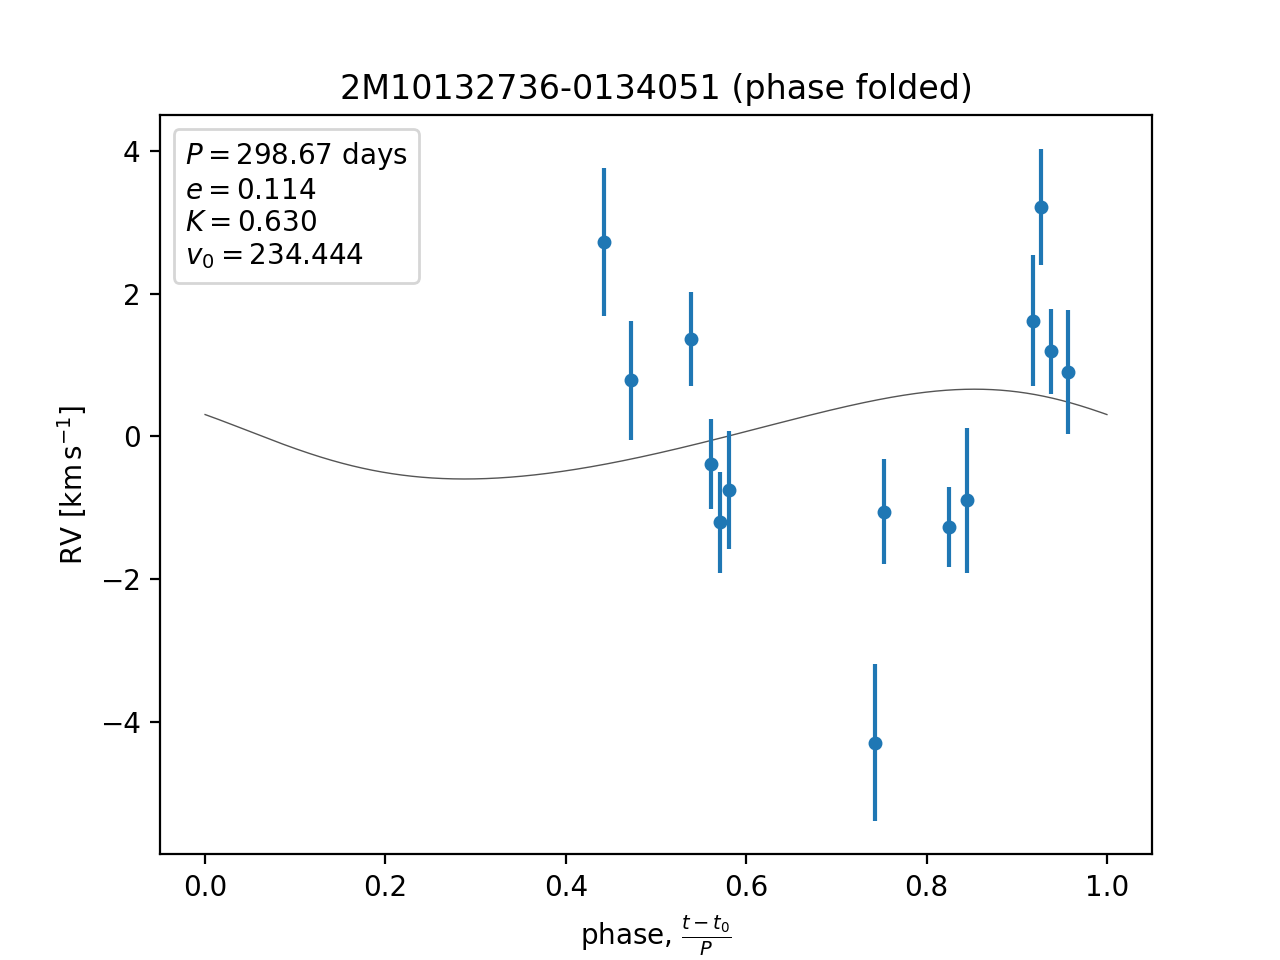 2M10132736-0134051 (phase folded)
P = 298.67 days
e = 0.114
K = 0.630
v₀ = 234.444
4
2
0
−2
−4
RV [km s⁻¹]
0.0 0.2 0.4 0.6 0.8 1.0
phase, (t − t₀)/P